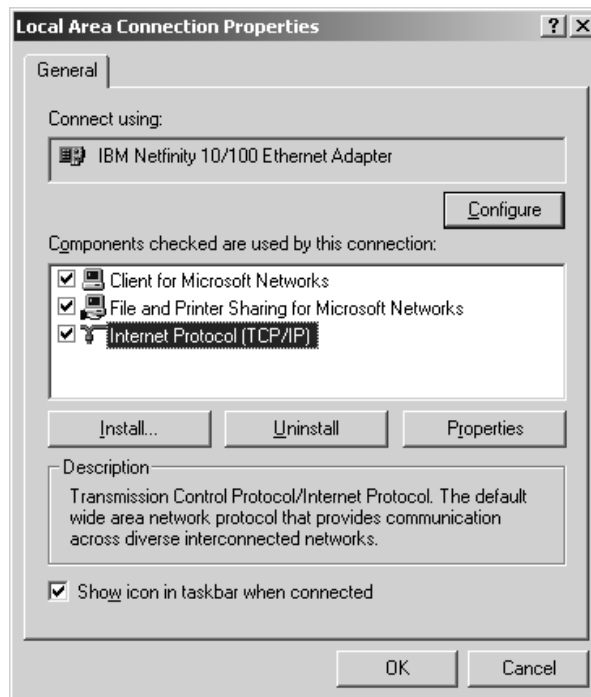 Local Area Connection Properties
General
Connect using:
IBM Netfinity 10/100 Ethernet Adapter
Configure
Components checked are used by this connection:
Client for Microsoft Networks
File and Printer Sharing for Microsoft Networks
Internet Protocol (TCP/IP)
Install... Uninstall Properties
Description
Transmission Control Protocol/Internet Protocol. The default
wide area network protocol that provides communication
across diverse interconnected networks.
Show icon in taskbar when connected
OK Cancel